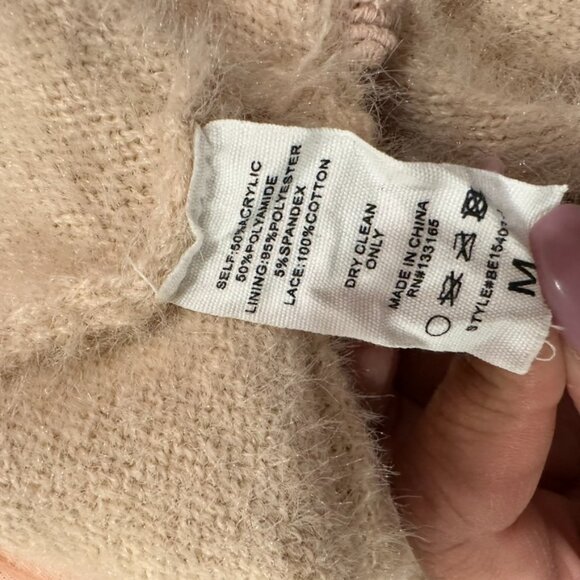 SELF:50%ACRYLIC
50%POLYAMIDE
LINING:95%POLYESTER
5%SPANDEX
LACE:100%COTTON
DRY CLEAN
ONLY
MADE IN CHINA
RN#:133165
M